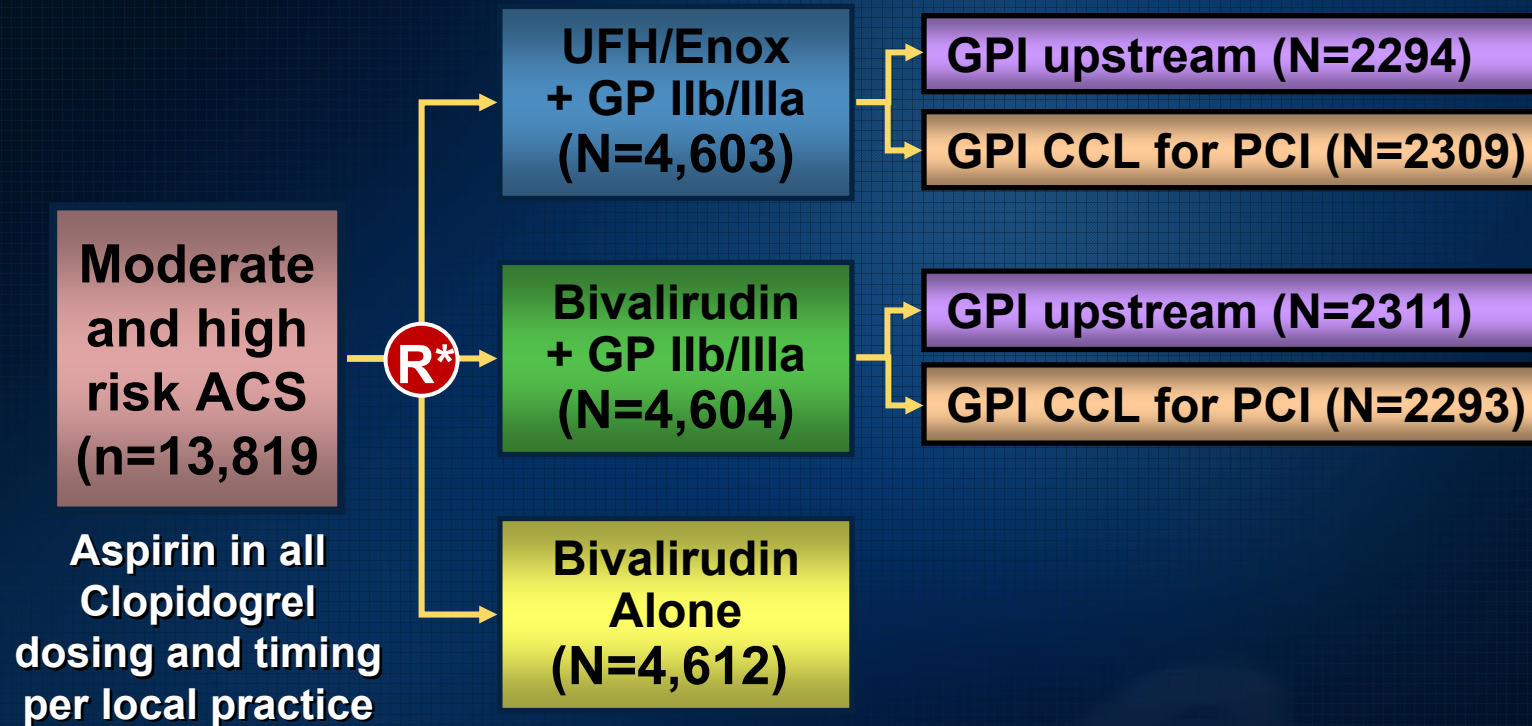 Moderate
and high
risk ACS
(n=13,819
Aspirin in all
Clopidogrel
dosing and timing
per local practice
R*
UFH/Enox
+ GP IIb/IIIa
(N=4,603)
GPI upstream (N=2294)
GPI CCL for PCI (N=2309)
Bivalirudin
+ GP IIb/IIIa
(N=4,604)
GPI upstream (N=2311)
GPI CCL for PCI (N=2293)
Bivalirudin
Alone
(N=4,612)